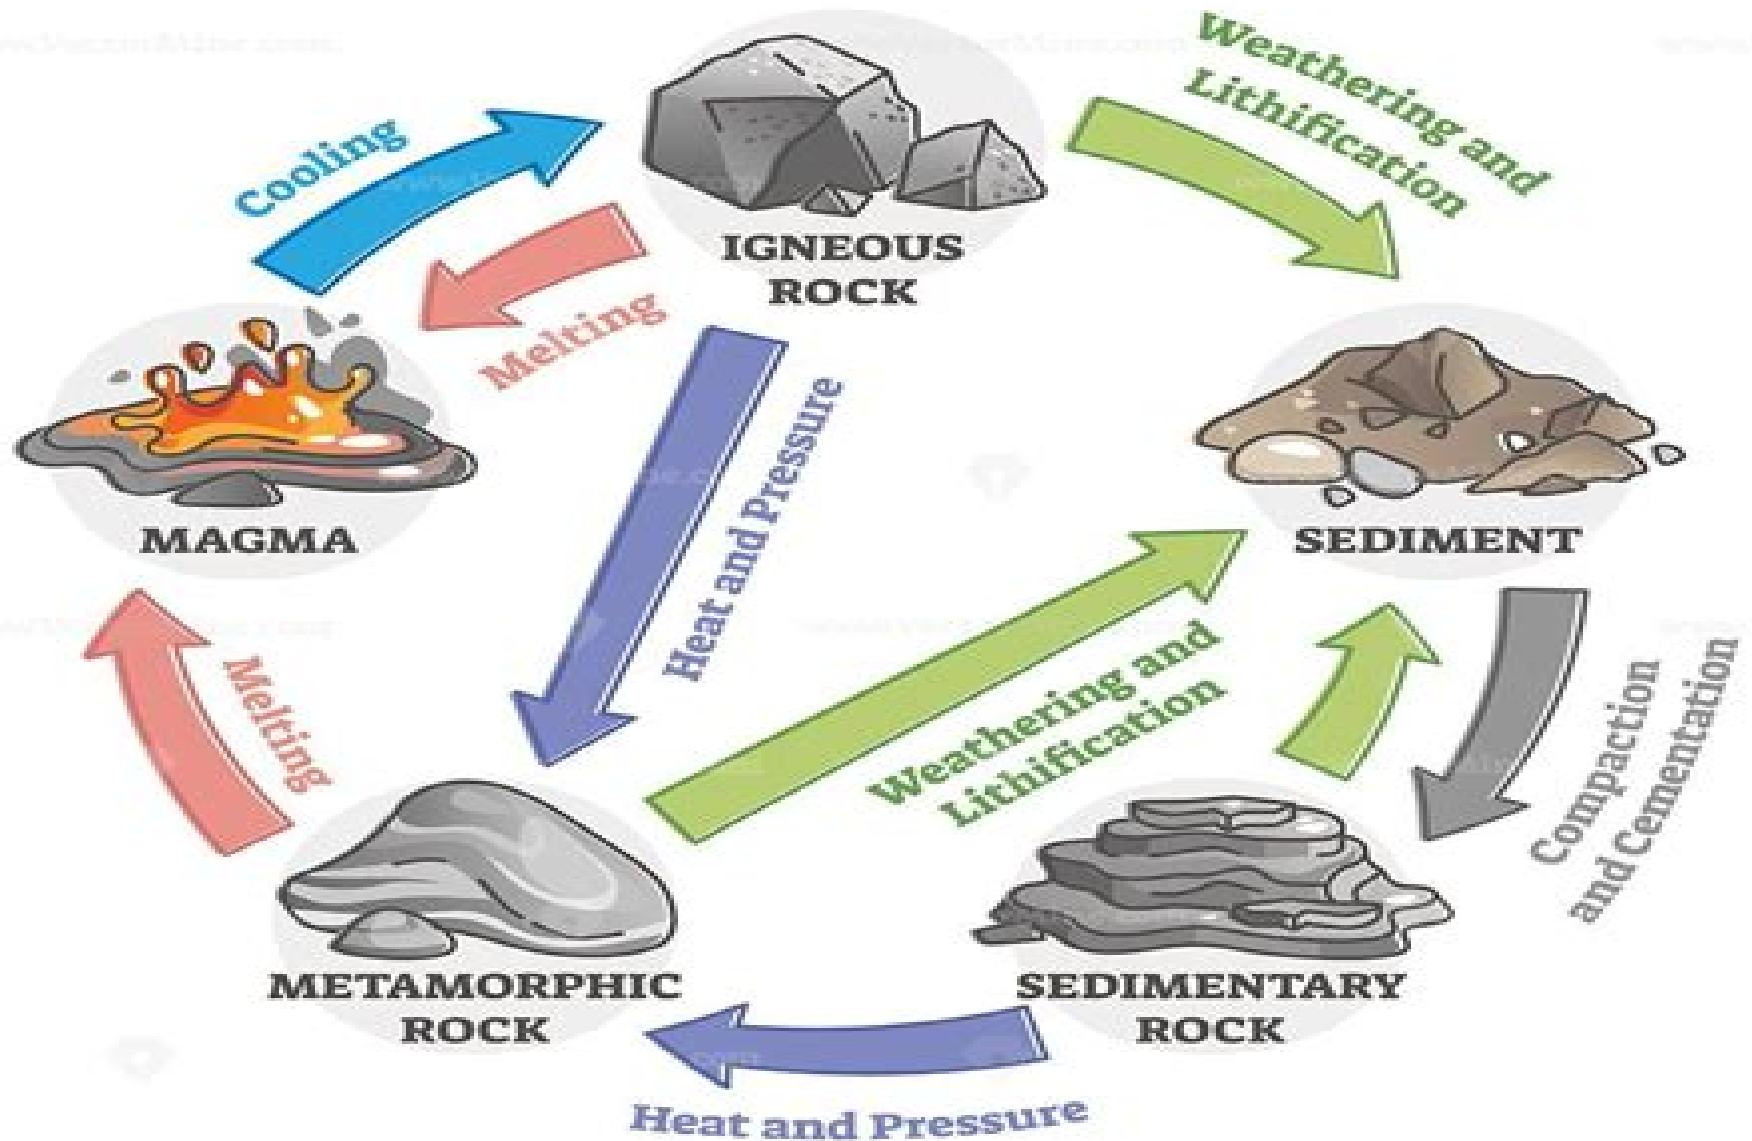 Weathering and
Lithification
Cooling
IGNEOUS
ROCK
Melting
Heat and Pressure
MAGMA
SEDIMENT
Melting
Weathering and
Lithification
Compaction
and Cementation
METAMORPHIC
ROCK
SEDIMENTARY
ROCK
Heat and Pressure